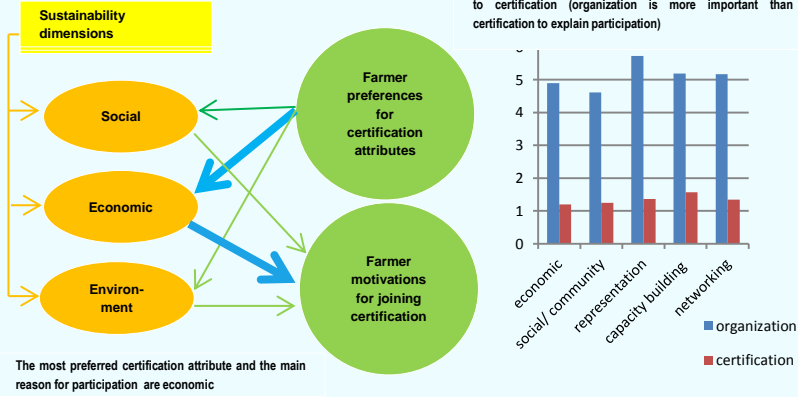 Sustainability
dimensions
Social
Economic
Environ-
ment
Farmer
preferences
for
certification
attributes
Farmer
motivations
for joining
certification
The most preferred certification attribute and the main
reason for participation are economic
to certification (organization is more important than
certification to explain participation)
5
4
3
2
1
0
economic
social/ community
representation
capacity building
networking
organization
certification